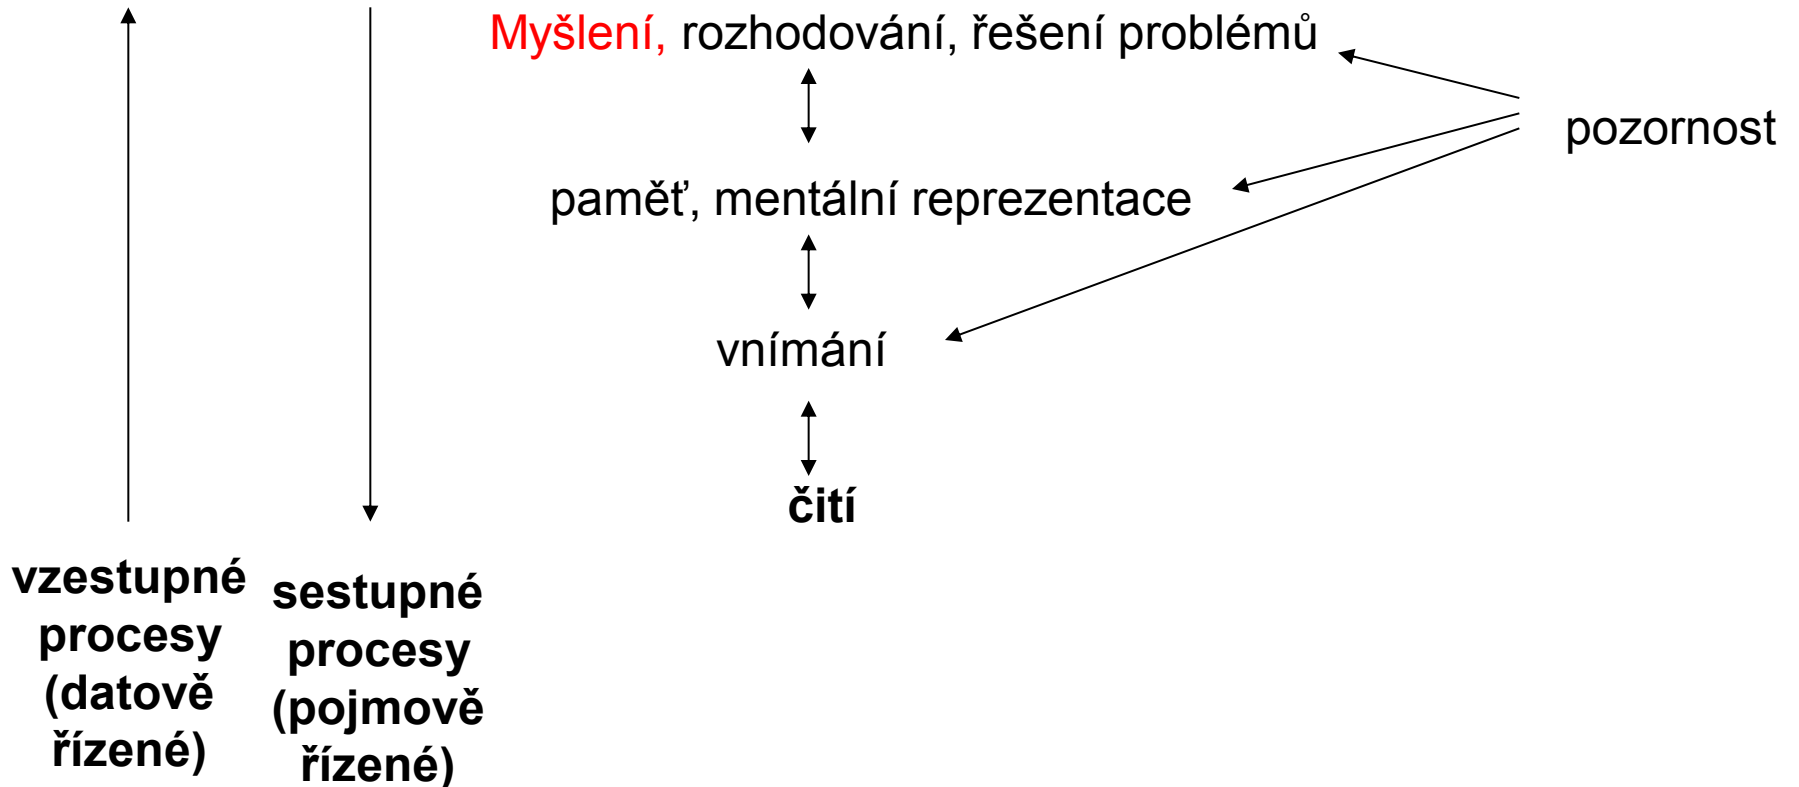 Myšlení, rozhodování, řešení problémů
pozornost
paměť, mentální reprezentace
vnímání
čití
vzestupné
procesy
(datově
řízené)
sestupné
procesy
(pojmově
řízené)